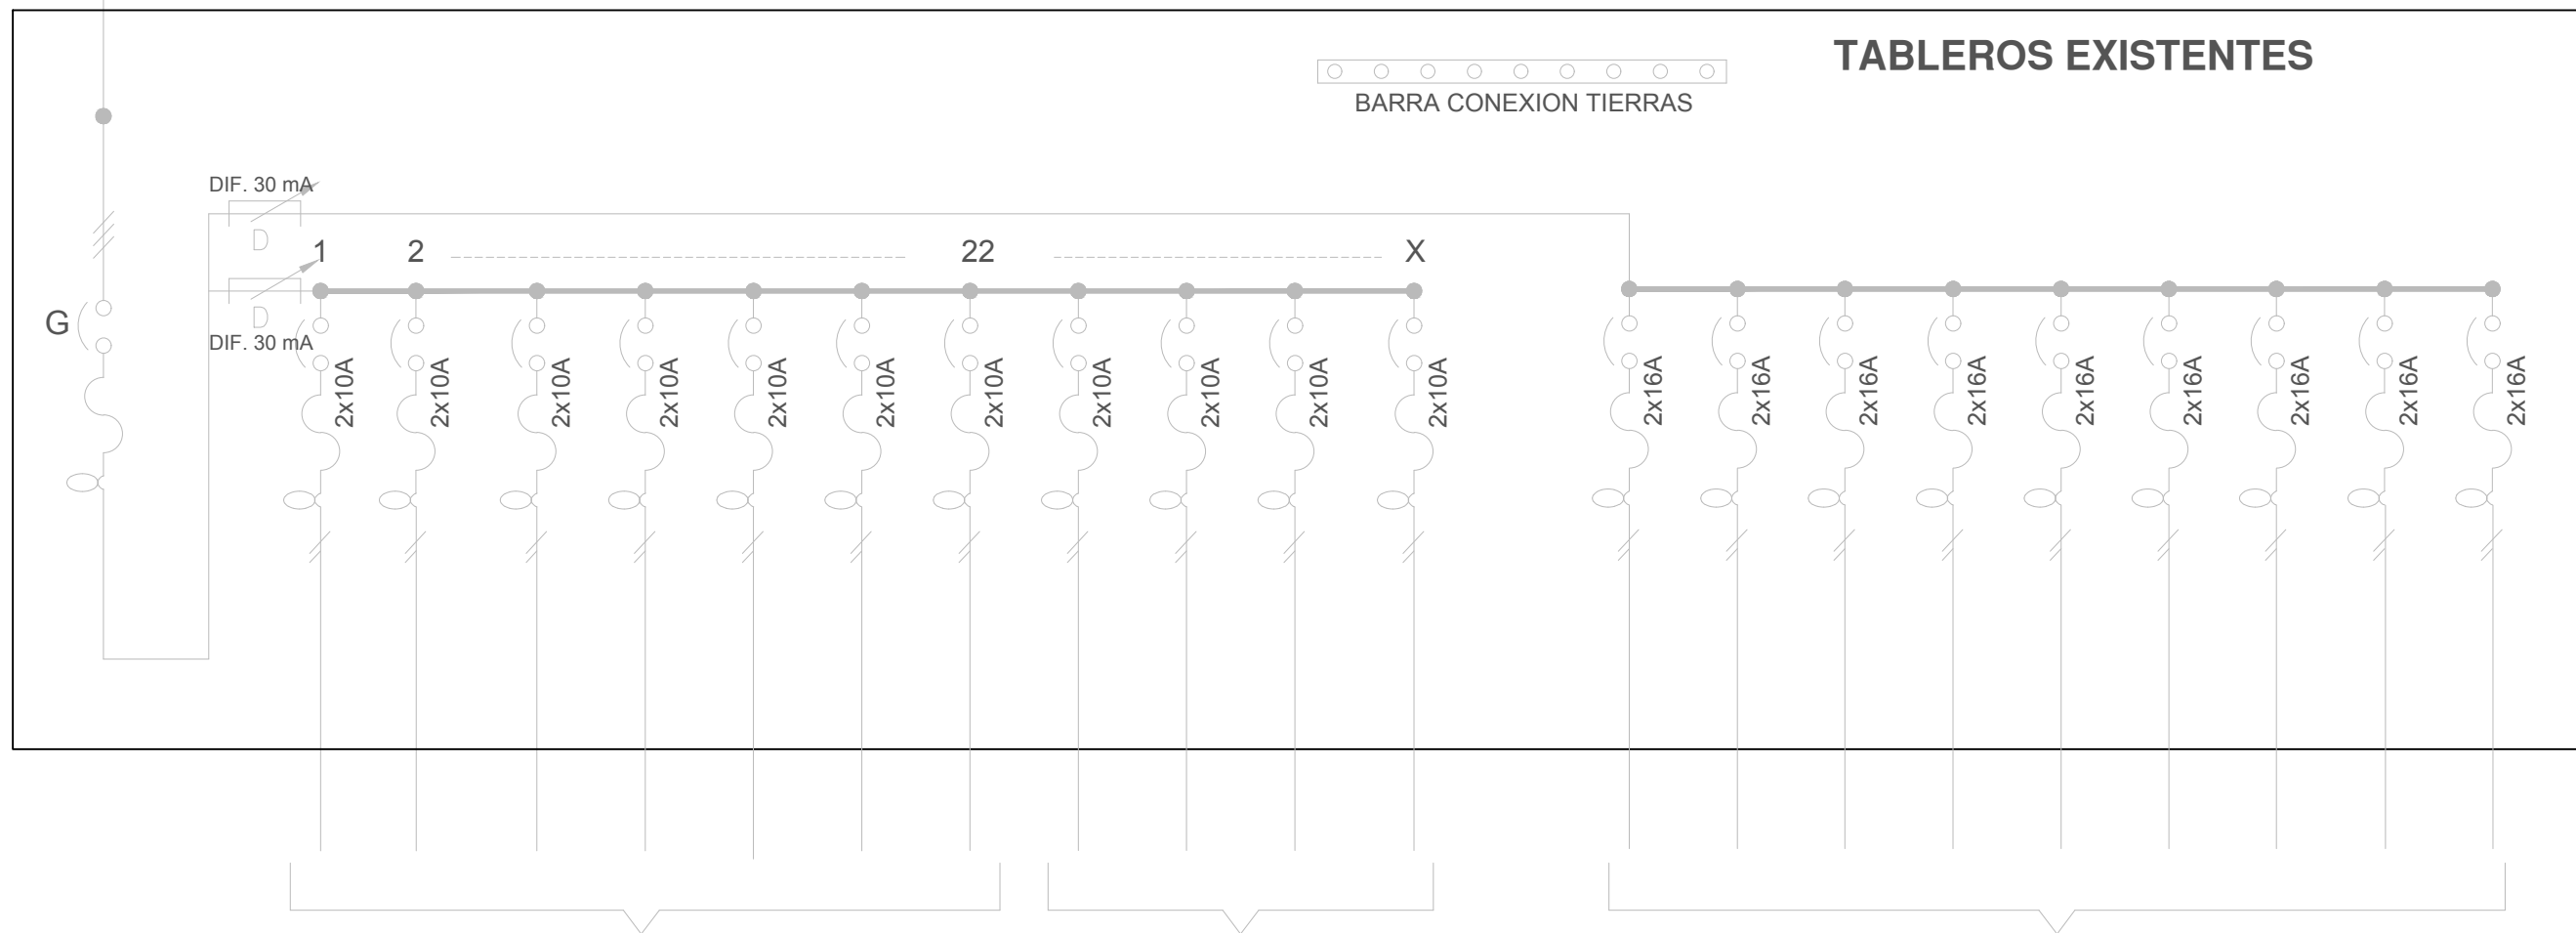 TABLEROS EXISTENTES
BARRA CONEXION TIERRAS
DIF. 30 mA
D
1 2 22 X
G
D
DIF. 30 mA
2x10A
2x10A
2x10A
2x10A
2x10A
2x10A
2x10A
2x10A
2x10A
2x10A
2x10A
2x16A
2x16A
2x16A
2x16A
2x16A
2x16A
2x16A
2x16A
2x16A